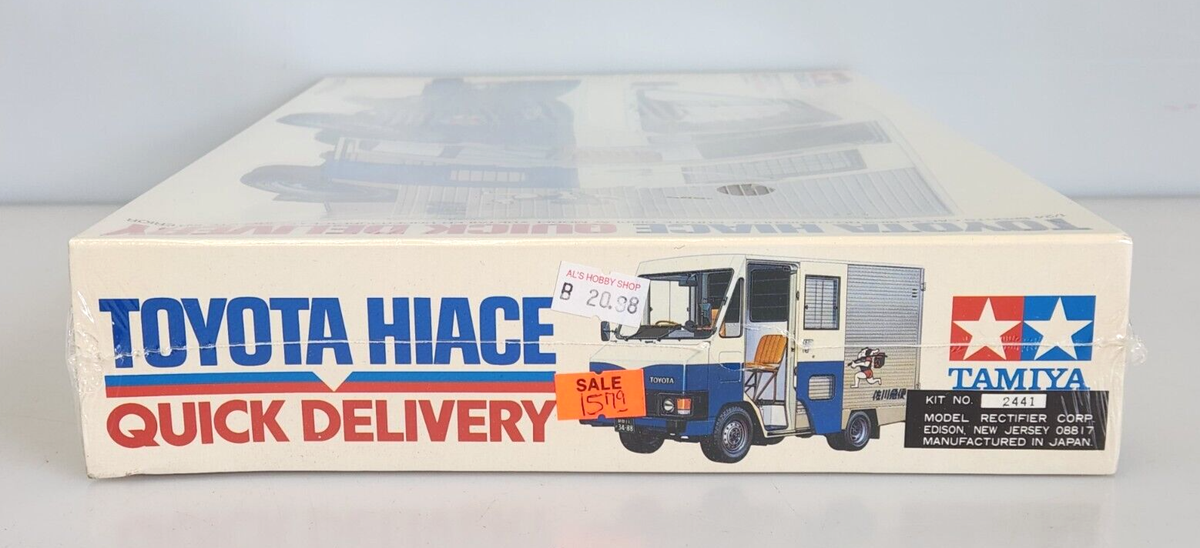 TOYOTA HIACE QUICK DELIVERY
AL'S HOBBY SHOP
B 20.98
TOYOTA HIACE
QUICK DELIVERY
SALE
15.79
TOYOTA
佐川急便
TAMIYA
KIT NO. 2441
MODEL RECTIFIER CORP.
EDISON, NEW JERSEY 08817
MANUFACTURED IN JAPAN.